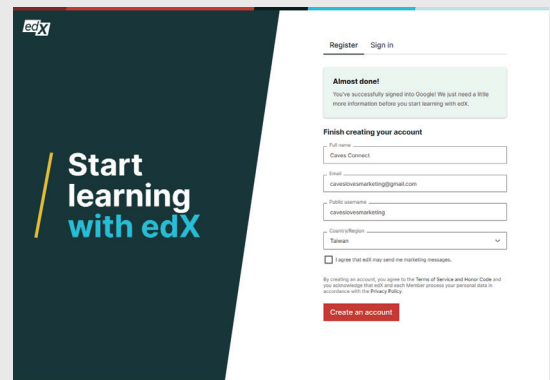 edX
Start
learning
with edX
Register Sign in
Almost done!
You've successfully signed into Google! We just need a little
more information before you start learning with edX.
Finish creating your account
Full name
Caves Connect
Email
caveslovesmarketing@gmail.com
Public username
caveslovesmarketing
Country/Region
Taiwan
I agree that edX may send me marketing messages.
By creating an account, you agree to the Terms of Service and Honor Code and
you acknowledge that edX and each Member process your personal data in
accordance with the Privacy Policy.
Create an account